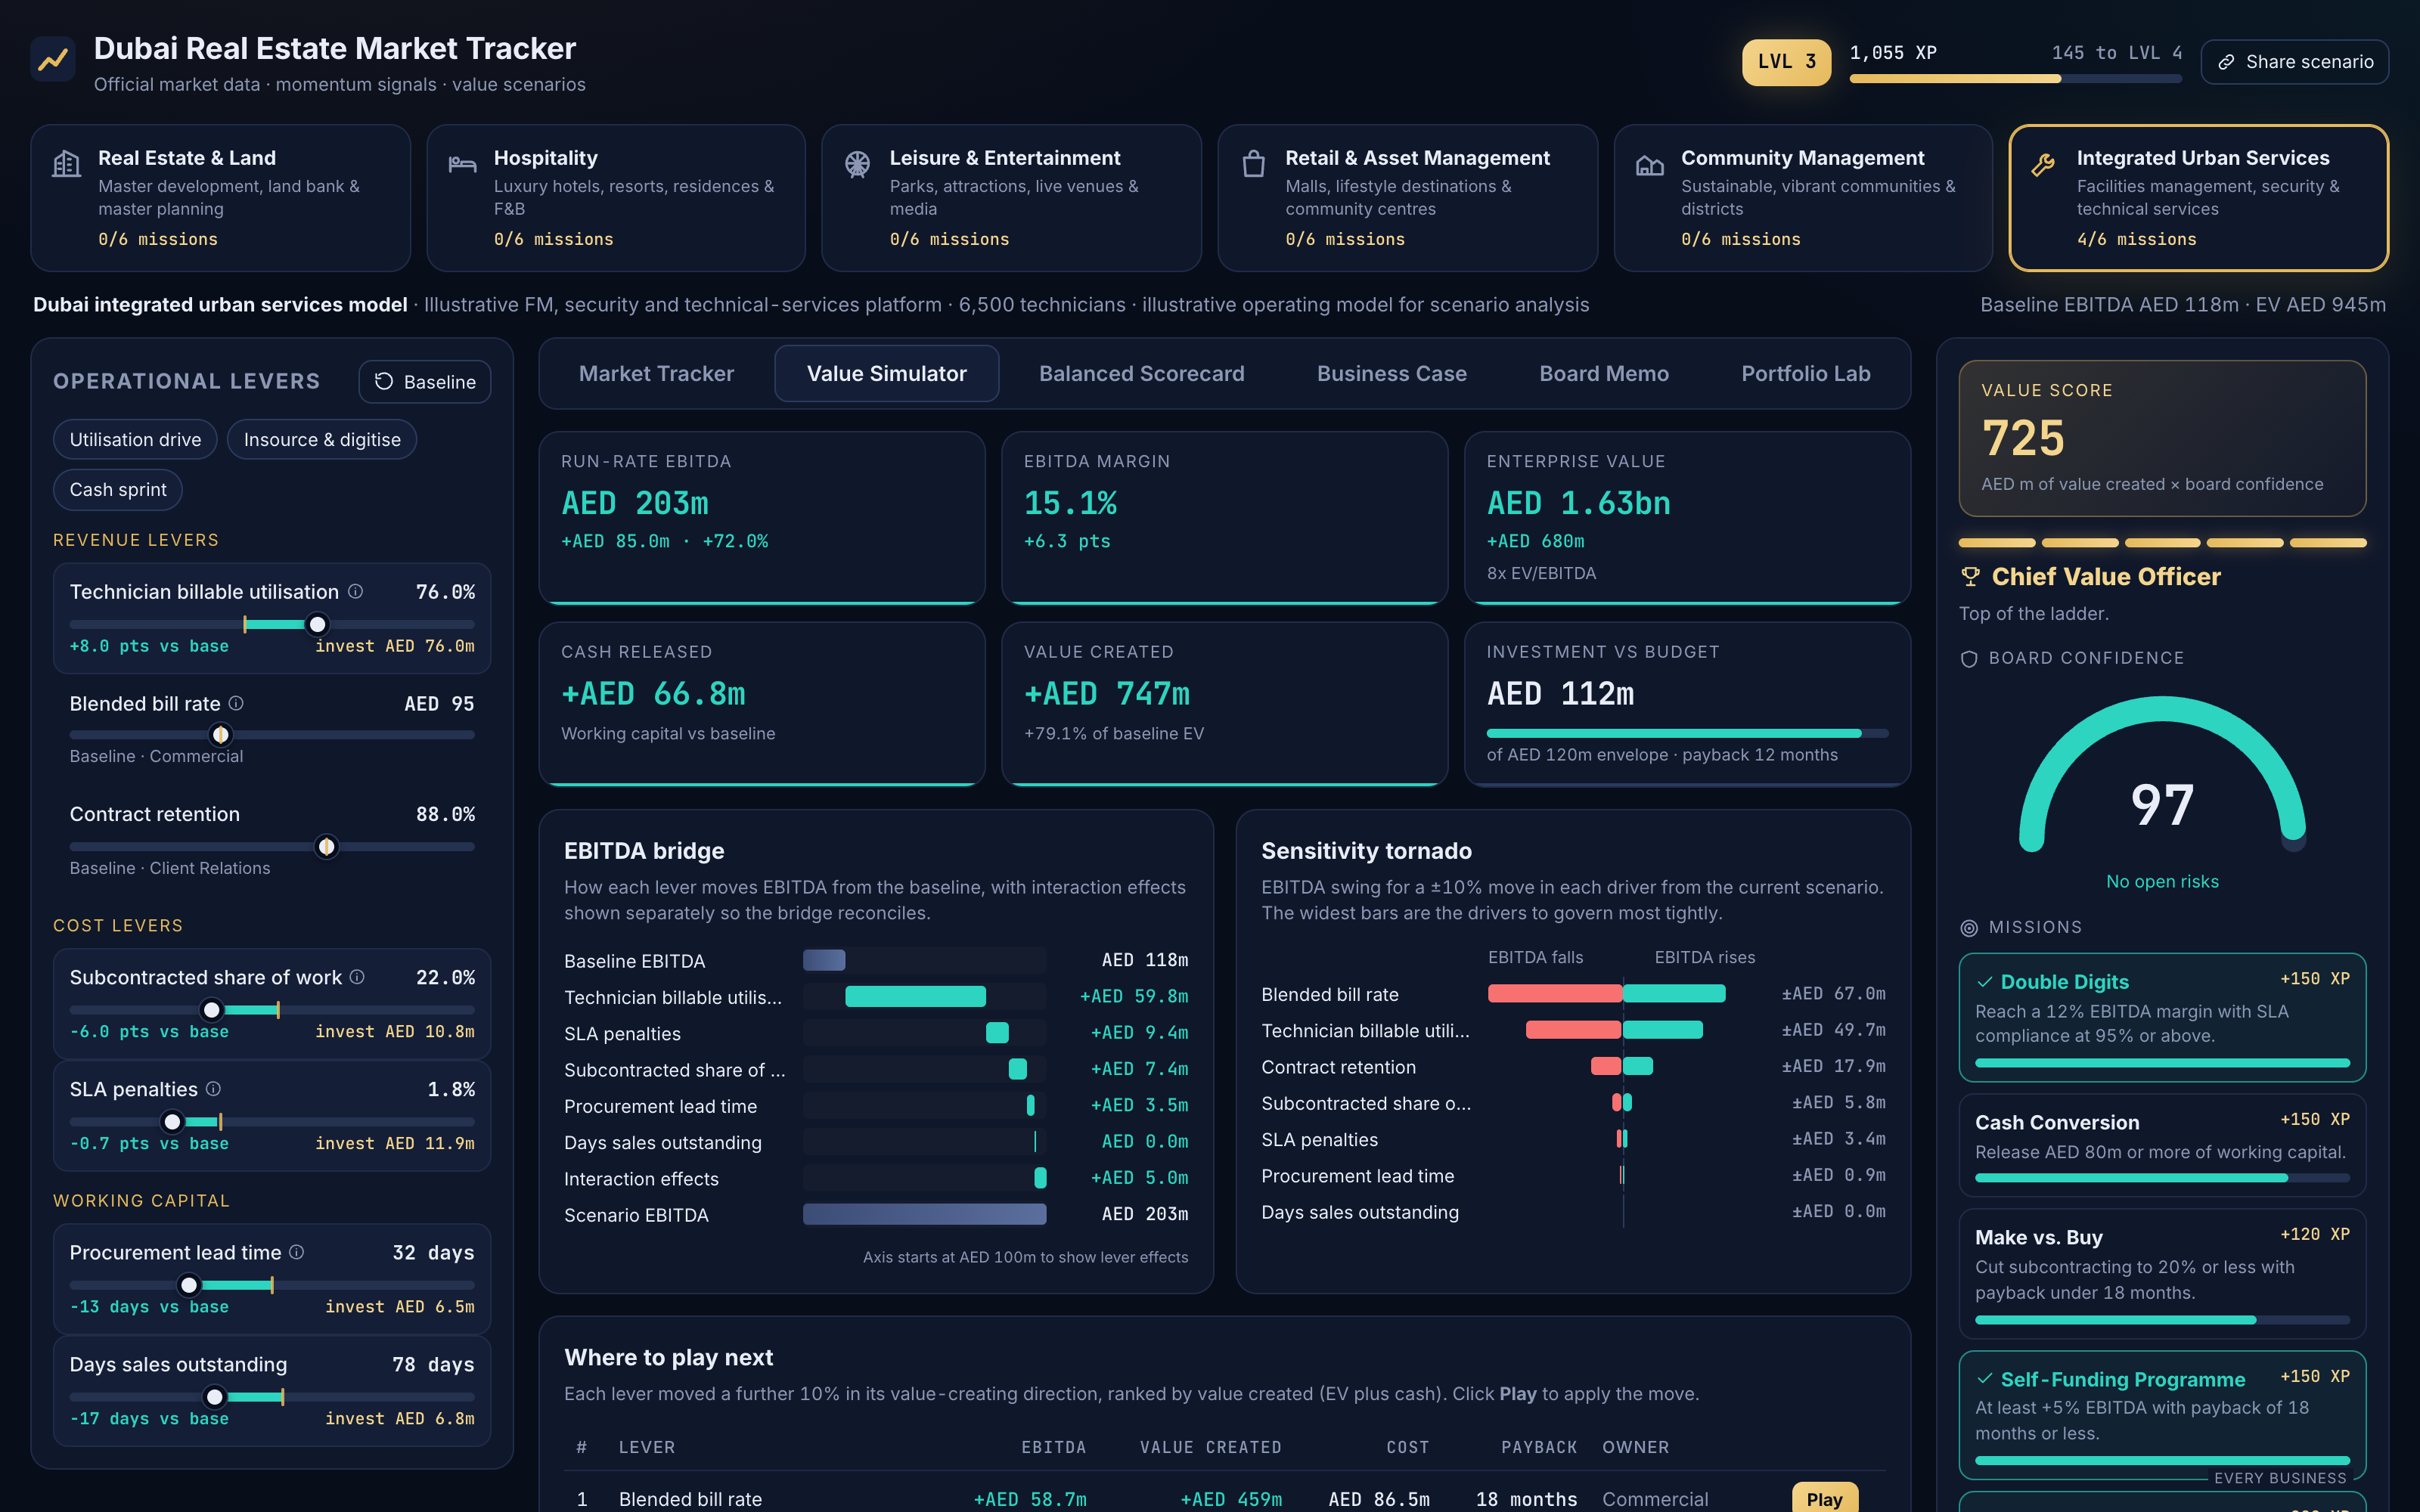 Dubai Real Estate Market Tracker
Official market data · momentum signals · value scenarios
LVL 3
1,055 XP
145 to LVL 4
Share scenario
Real Estate & Land
Master development, land bank &
master planning
0/6 missions
Hospitality
Luxury hotels, resorts, residences &
F&B
0/6 missions
Leisure & Entertainment
Parks, attractions, live venues &
media
0/6 missions
Retail & Asset Management
Malls, lifestyle destinations &
community centres
0/6 missions
Community Management
Sustainable, vibrant communities &
districts
0/6 missions
Integrated Urban Services
Facilities management, security &
technical services
4/6 missions
Dubai integrated urban services model · Illustrative FM, security and technical-services platform · 6,500 technicians · illustrative operating model for scenario analysis
Baseline EBITDA AED 118m · EV AED 945m
OPERATIONAL LEVERS
Baseline
Utilisation drive
Insource & digitise
Cash sprint
REVENUE LEVERS
Technician billable utilisation
76.0%
+8.0 pts vs base
invest AED 76.0m
Blended bill rate
AED 95
Baseline · Commercial
Contract retention
88.0%
Baseline · Client Relations
COST LEVERS
Subcontracted share of work
22.0%
-6.0 pts vs base
invest AED 10.8m
SLA penalties
1.8%
-0.7 pts vs base
invest AED 11.9m
WORKING CAPITAL
Procurement lead time
32 days
-13 days vs base
invest AED 6.5m
Days sales outstanding
78 days
-17 days vs base
invest AED 6.8m
Market Tracker
Value Simulator
Balanced Scorecard
Business Case
Board Memo
Portfolio Lab
RUN-RATE EBITDA
AED 203m
+AED 85.0m · +72.0%
EBITDA MARGIN
15.1%
+6.3 pts
ENTERPRISE VALUE
AED 1.63bn
+AED 680m
8x EV/EBITDA
CASH RELEASED
+AED 66.8m
Working capital vs baseline
VALUE CREATED
+AED 747m
+79.1% of baseline EV
INVESTMENT VS BUDGET
AED 112m
of AED 120m envelope · payback 12 months
EBITDA bridge
How each lever moves EBITDA from the baseline, with interaction effects
shown separately so the bridge reconciles.
Baseline EBITDA
AED 118m
Technician billable utilis...
+AED 59.8m
SLA penalties
+AED 9.4m
Subcontracted share of ...
+AED 7.4m
Procurement lead time
+AED 3.5m
Days sales outstanding
AED 0.0m
Interaction effects
+AED 5.0m
Scenario EBITDA
AED 203m
Axis starts at AED 100m to show lever effects
Sensitivity tornado
EBITDA swing for a ±10% move in each driver from the current scenario.
The widest bars are the drivers to govern most tightly.
EBITDA falls
EBITDA rises
Blended bill rate
±AED 67.0m
Technician billable utili...
±AED 49.7m
Contract retention
±AED 17.9m
Subcontracted share o...
±AED 5.8m
SLA penalties
±AED 3.4m
Procurement lead time
±AED 0.9m
Days sales outstanding
±AED 0.0m
Where to play next
Each lever moved a further 10% in its value-creating direction, ranked by value created (EV plus cash). Click Play to apply the move.
# LEVER EBITDA VALUE CREATED COST PAYBACK OWNER
1 Blended bill rate +AED 58.7m +AED 459m AED 86.5m 18 months Commercial Play
VALUE SCORE
725
AED m of value created × board confidence
Chief Value Officer
Top of the ladder.
BOARD CONFIDENCE
97
No open risks
MISSIONS
Double Digits
+150 XP
Reach a 12% EBITDA margin with SLA
compliance at 95% or above.
Cash Conversion
+150 XP
Release AED 80m or more of working capital.
Make vs. Buy
+120 XP
Cut subcontracting to 20% or less with
payback under 18 months.
Self-Funding Programme
+150 XP
At least +5% EBITDA with payback of 18
months or less.
EVERY BUSINESS